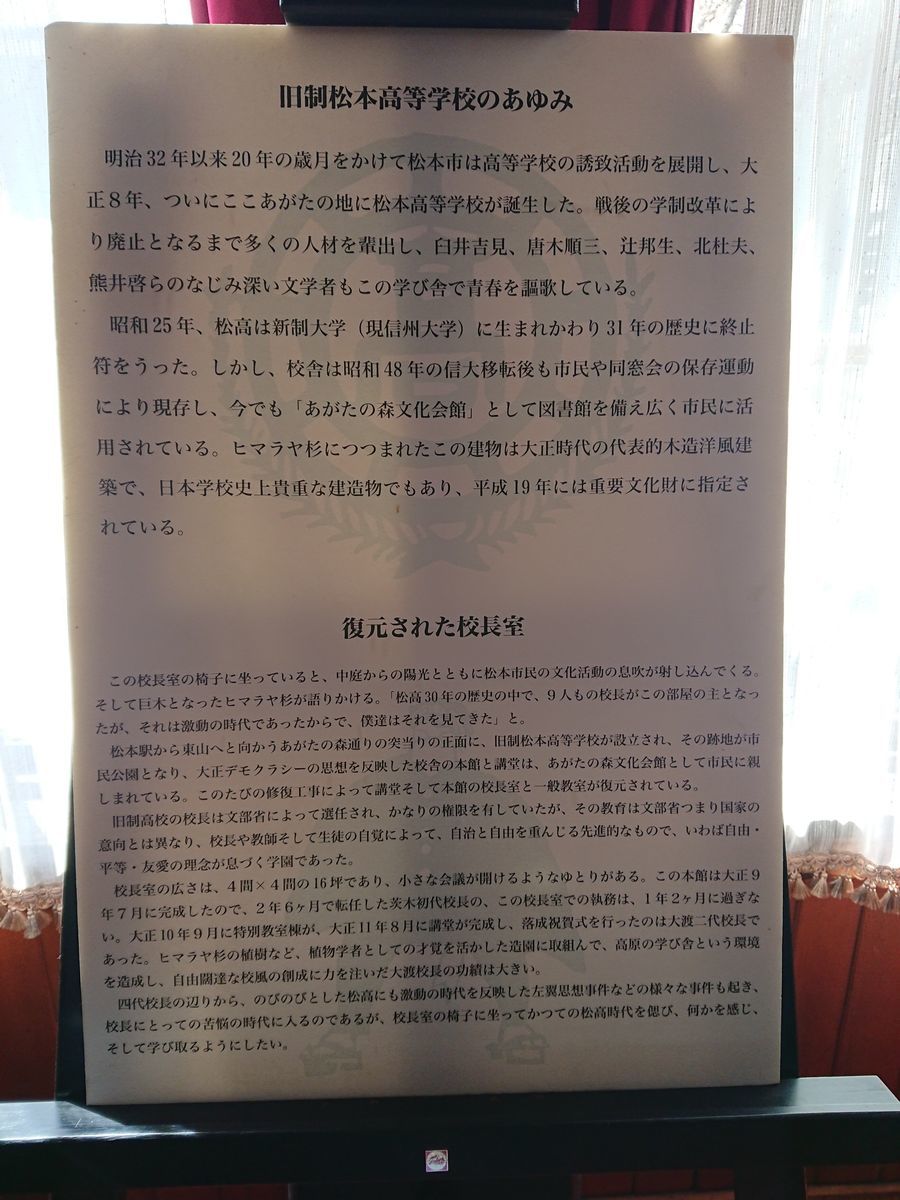 旧制松本高等学校のあゆみ
明治32年以来20年の歳月をかけて松本市は高等学校の誘致活動を展開し、大
正8年、ついにここあがたの地に松本高等学校が誕生した。戦後の学制改革によ
り廃止となるまで多くの人材を輩出し、臼井吉見、唐木順三、辻邦生、北杜夫、
熊井啓らのなじみ深い文学者もこの学び舎で青春を謳歌している。
昭和25年、松高は新制大学（現信州大学）に生まれかわり31年の歴史に終止
符をうった。しかし、校舎は昭和48年の信大移転後も市民や同窓会の保存運動
により現存し、今でも「あがたの森文化会館」として図書館を備え広く市民に活
用されている。ヒマラヤ杉につつまれたこの建物は大正時代の代表的木造洋風建
築で、日本学校史上貴重な建造物でもあり、平成19年には重要文化財に指定さ
れている。
復元された校長室
この校長室の椅子に坐っていると、中庭からの陽光とともに松本市民の文化活動の息吹が射し込んでくる。
そして巨木となったヒマラヤ杉が語りかける。「松高30年の歴史の中で、9人もの校長がこの部屋の主となっ
たが、それは激動の時代であったからで、僕達はそれを見てきた」と。
松本駅から東山へと向かうあがたの森通りの突当りの正面に、旧制松本高等学校が設立され、その跡地が市
民公園となり、大正デモクラシーの思想を反映した校舎の本館と講堂は、あがたの森文化会館として市民に親
しまれている。このたびの修復工事によって講堂そして本館の校長室と一般教室が復元されている。
旧制高校の校長は文部省によって選任され、かなりの権限を有していたが、その教育は文部省つまり国家の
意向とは異なり、校長や教師そして生徒の自覚によって、自治と自由を重んじる先進的なもので、いわば自由・
平等・友愛の理念が息づく学園であった。
校長室の広さは、4間×4間の16坪であり、小さな会議が開けるようなゆとりがある。この本館は大正9
年7月に完成したので、2年6ヶ月で転任した茨木初代校長の、この校長室での執務は、1年2ヶ月に過ぎな
い。大正10年9月に特別教室棟が、大正11年8月に講堂が完成し、落成祝賀式を行ったのは大渡二代校長で
あった。ヒマラヤ杉の植樹など、植物学者としての才覚を活かした造園に取組んで、高原の学び舎という環境
を造成し、自由闊達な校風の創成に力を注いだ大渡校長の功績は大きい。
四代校長の辺りから、のびのびとした松高にも激動の時代を反映した左翼思想事件などの様々な事件も起き、
校長にとっての苦悩の時代に入るのであるが、校長室の椅子に坐ってかつての松高時代を偲び、何かを感じ、
そして学び取るようにしたい。